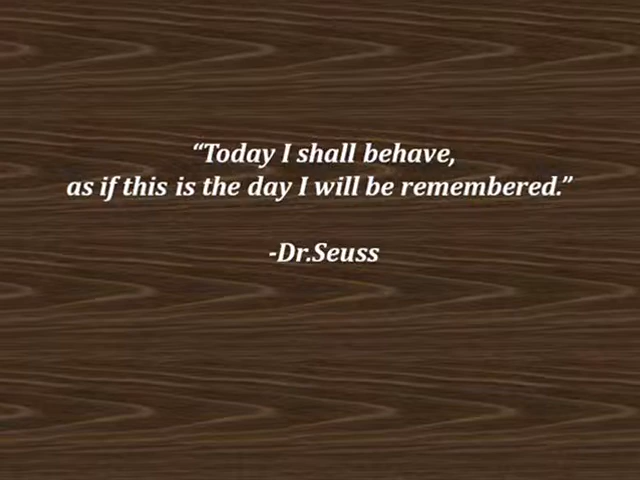 “Today I shall behave,
as if this is the day I will be remembered.”
-Dr.Seuss